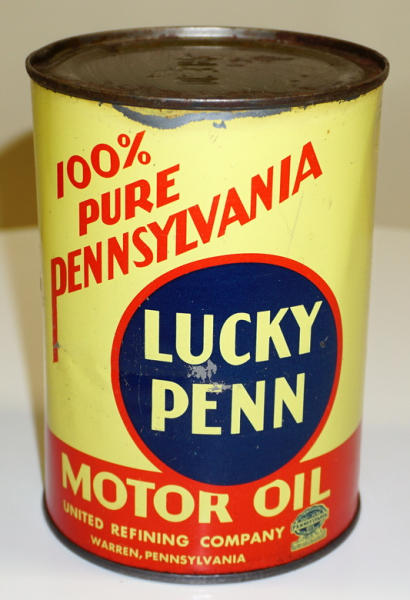 100%
PURE
PENNSYLVANIA
LUCKY
PENN
MOTOR OIL
UNITED REFINING COMPANY
WARREN, PENNSYLVANIA